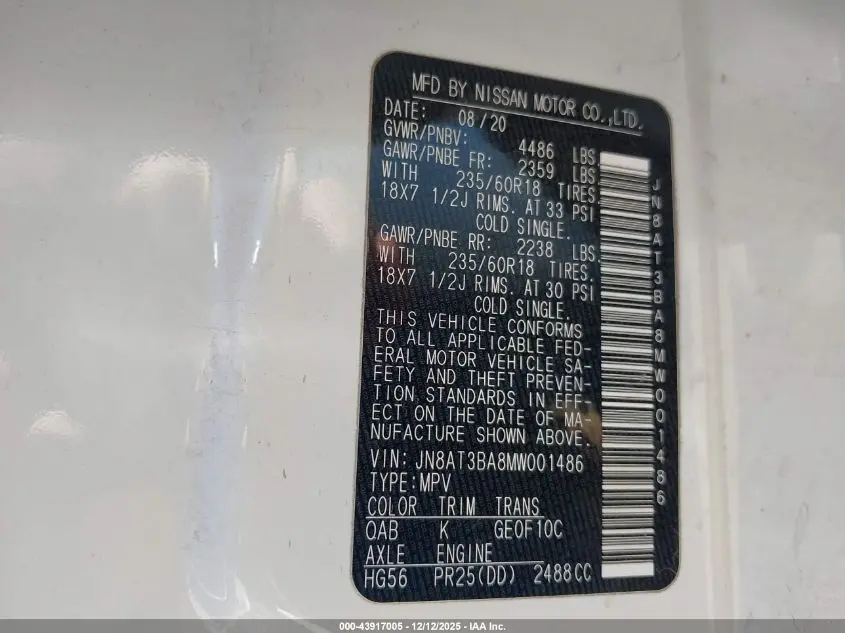 MFD BY NISSAN MOTOR CO.,LTD.
DATE: 08/20
GVWR/PNBV: 4486 LBS
GAWR/PNBE FR: 2359 LBS
WITH 235/60R18 TIRES.
18X7 1/2J RIMS. AT 33 PSI
COLD SINGLE.
GAWR/PNBE RR: 2238 LBS
WITH 235/60R18 TIRES.
18X7 1/2J RIMS. AT 30 PSI
COLD SINGLE.
THIS VEHICLE CONFORMS
TO ALL APPLICABLE FED-
ERAL MOTOR VEHICLE SA-
FETY AND THEFT PREVEN-
TION STANDARDS IN EFF-
ECT ON THE DATE OF MA-
NUFACTURE SHOWN ABOVE.
VIN: JN8AT3BA8MW001486
TYPE:MPV
COLOR TRIM TRANS
QAB K GE0F10C
AXLE ENGINE
HG56 PR25(DD) 2488CC
JN8AT3BA8MW001486
000-43917005 - 12/12/2025 - IAA Inc.